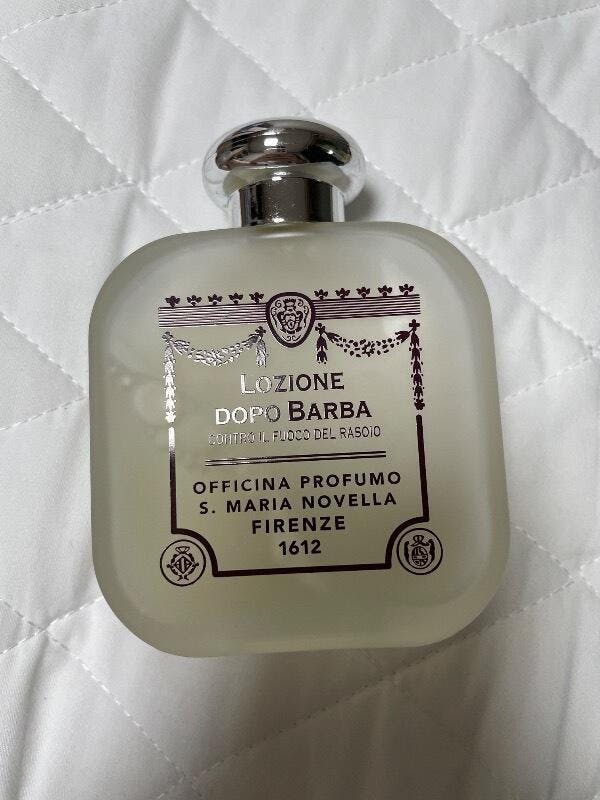 LOZIONE
DOPO BARBA
CONTRO IL FUOCO DEL RASOIO
OFFICINA PROFUMO
S. MARIA NOVELLA
FIRENZE
1612